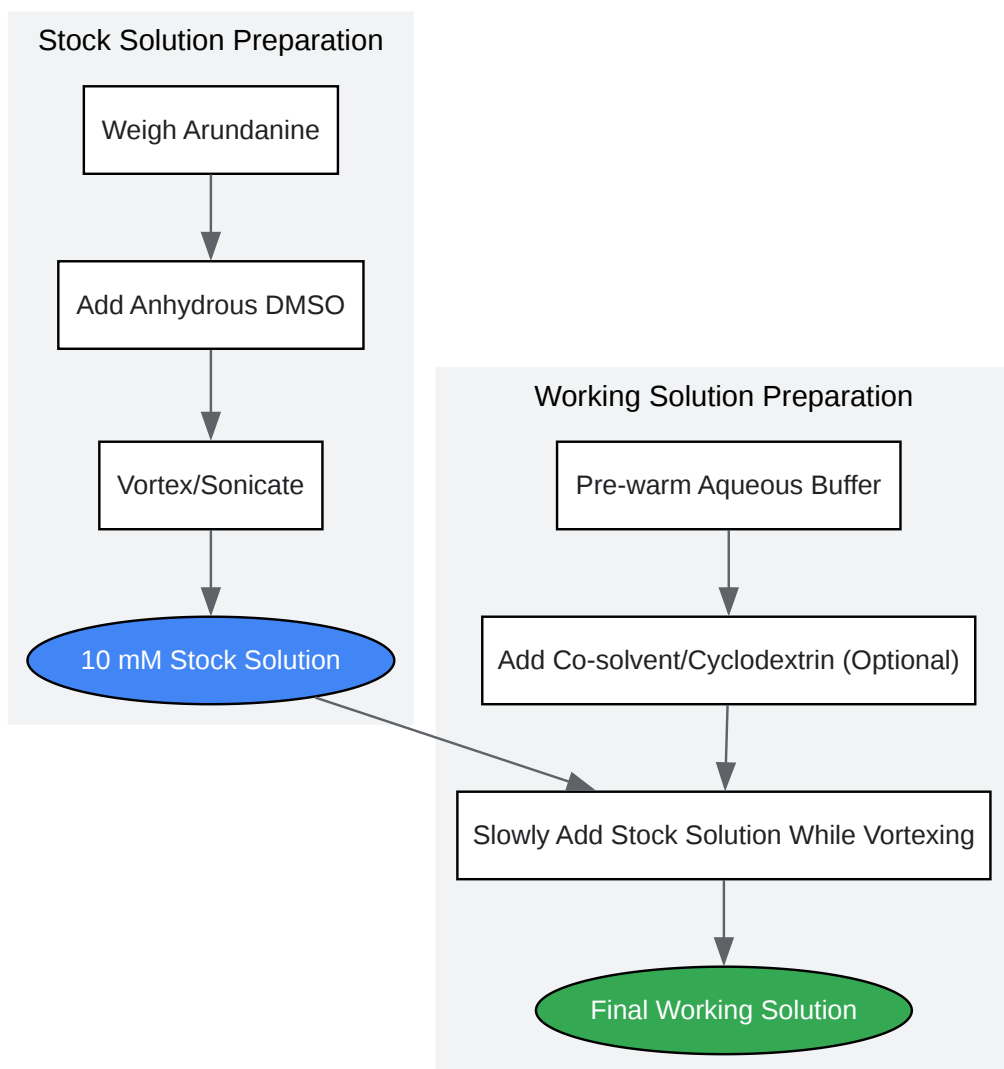 Stock Solution Preparation
Weigh Arundanine
Add Anhydrous DMSO
Vortex/Sonicate
10 mM Stock Solution
Working Solution Preparation
Pre-warm Aqueous Buffer
Add Co-solvent/Cyclodextrin (Optional)
Slowly Add Stock Solution While Vortexing
Final Working Solution